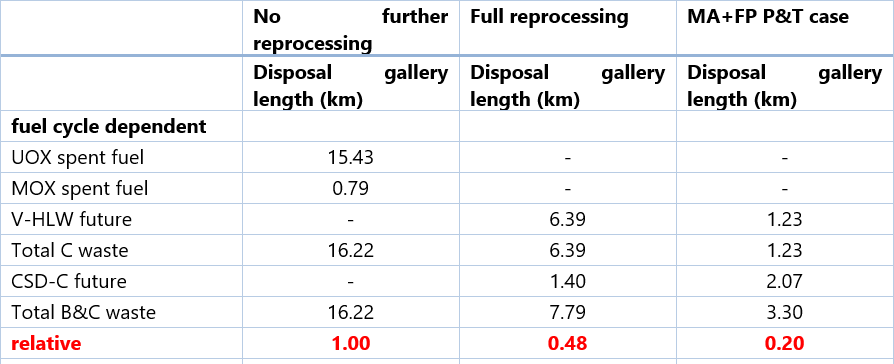 No further reprocessing Full reprocessing MA+FP P&T case
Disposal gallery length (km) Disposal gallery length (km) Disposal gallery length (km)
fuel cycle dependent
UOX spent fuel 15.43 - -
MOX spent fuel 0.79 - -
V-HLW future - 6.39 1.23
Total C waste 16.22 6.39 1.23
CSD-C future - 1.40 2.07
Total B&C waste 16.22 7.79 3.30
relative 1.00 0.48 0.20